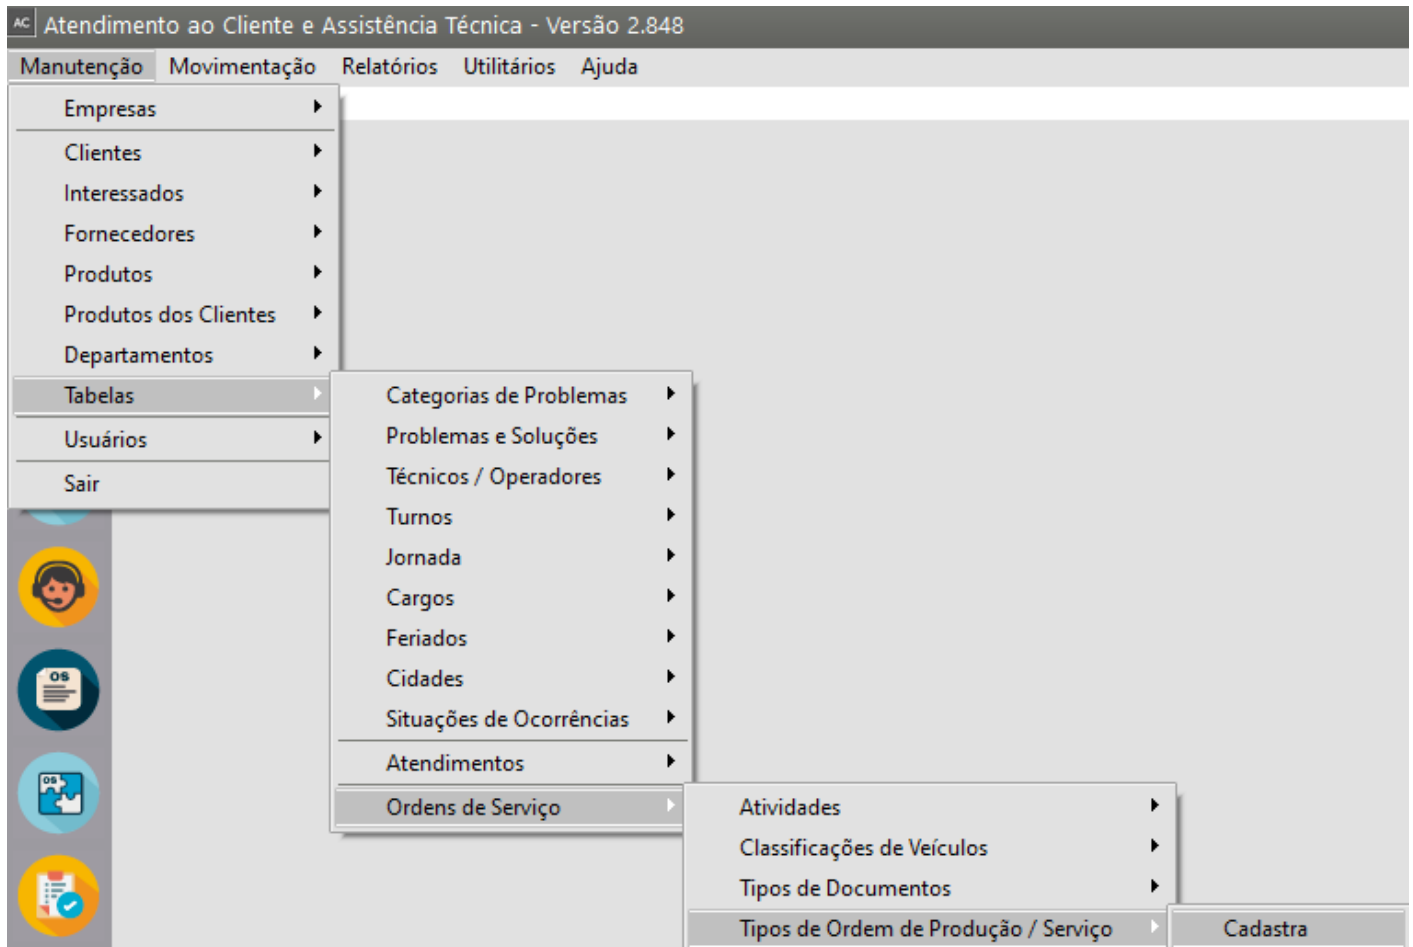 AC Atendimento ao Cliente e Assistência Técnica - Versão 2.848
Manutenção Movimentação Relatórios Utilitários Ajuda
Empresas
Clientes
Interessados
Fornecedores
Produtos
Produtos dos Clientes
Departamentos
Tabelas
Usuários
Sair
Categorias de Problemas
Problemas e Soluções
Técnicos / Operadores
Turnos
Jornada
Cargos
Feriados
Cidades
Situações de Ocorrências
Atendimentos
Ordens de Serviço
Atividades
Classificações de Veículos
Tipos de Documentos
Tipos de Ordem de Produção / Serviço
Cadastra
OS
OS